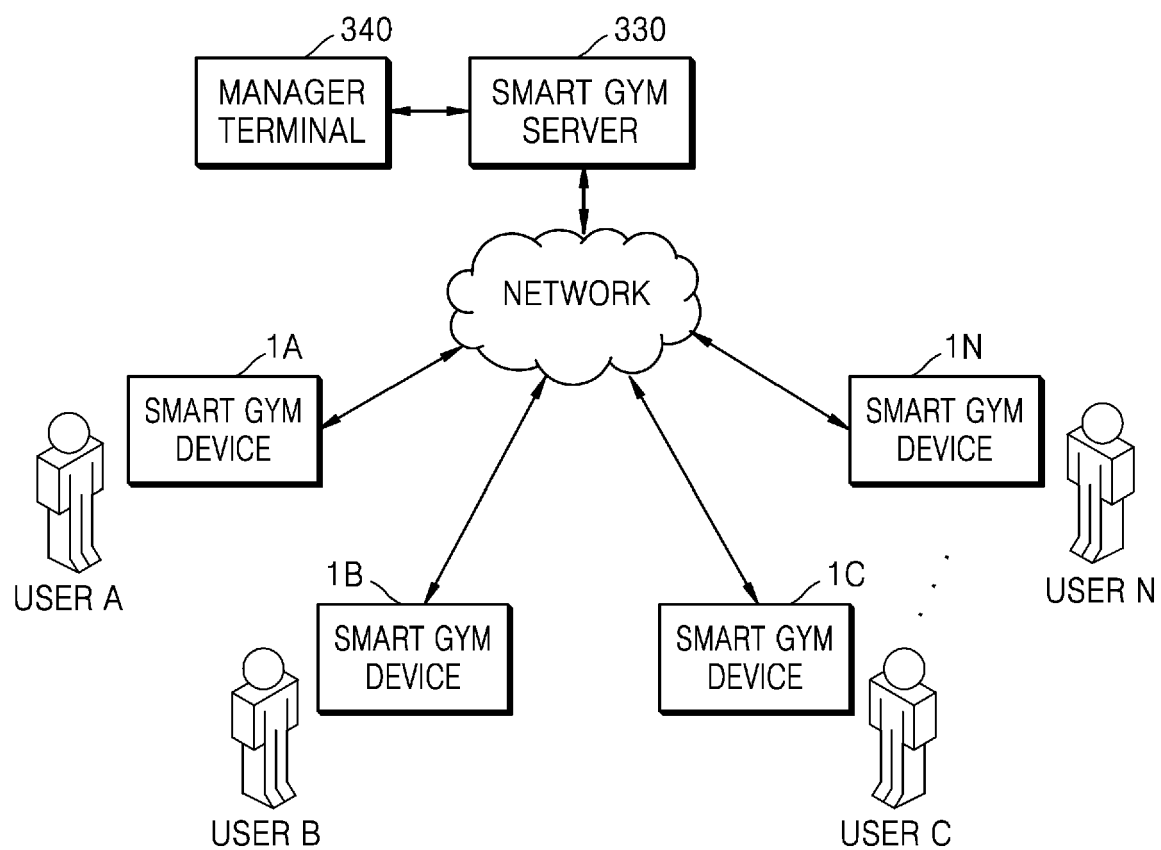 340
330
MANAGER
TERMINAL
SMART GYM
SERVER
NETWORK
1A
SMART GYM
DEVICE
1N
SMART GYM
DEVICE
USER A
USER N
1B
SMART GYM
DEVICE
1C
SMART GYM
DEVICE
USER B
USER C